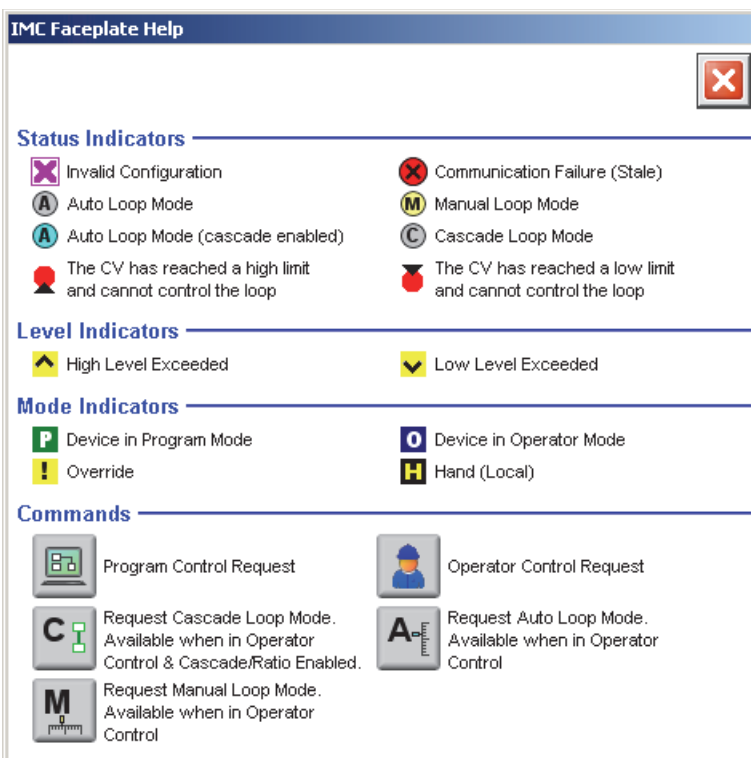 IMC Faceplate Help
Status Indicators
Invalid Configuration
Communication Failure (Stale)
A
Auto Loop Mode
M
Manual Loop Mode
A
Auto Loop Mode (cascade enabled)
C
Cascade Loop Mode
The CV has reached a high limit
and cannot control the loop
The CV has reached a low limit
and cannot control the loop
Level Indicators
High Level Exceeded
Low Level Exceeded
Mode Indicators
P
Device in Program Mode
O
Device in Operator Mode
!
Override
H
Hand (Local)
Commands
Program Control Request
Operator Control Request
C
Request Cascade Loop Mode.
Available when in Operator
Control & Cascade/Ratio Enabled.
A
Request Auto Loop Mode.
Available when in Operator
Control
M
Request Manual Loop Mode.
Available when in Operator
Control